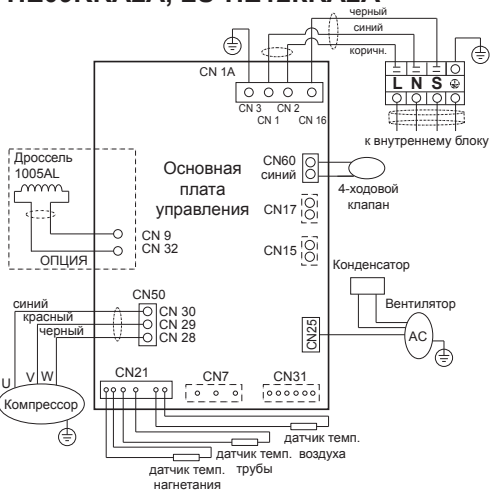 черный
синий
коричн.
CN 1A
CN 3
CN 2
CN 1
CN 16
L N S
к внутреннему блоку
Дроссель
1005AL
ОПЦИЯ
CN 9
CN 32
Основная
плата
управления
CN60
синий
4-ходовой
клапан
CN17
CN15
Конденсатор
Вентилятор
AC
CN25
CN50
синий
красный
черный
CN 30
CN 29
CN 28
U
V
W
Компрессор
CN21
CN7
CN31
датчик темп.
воздуха
датчик темп.
трубы
датчик темп.
нагнетания